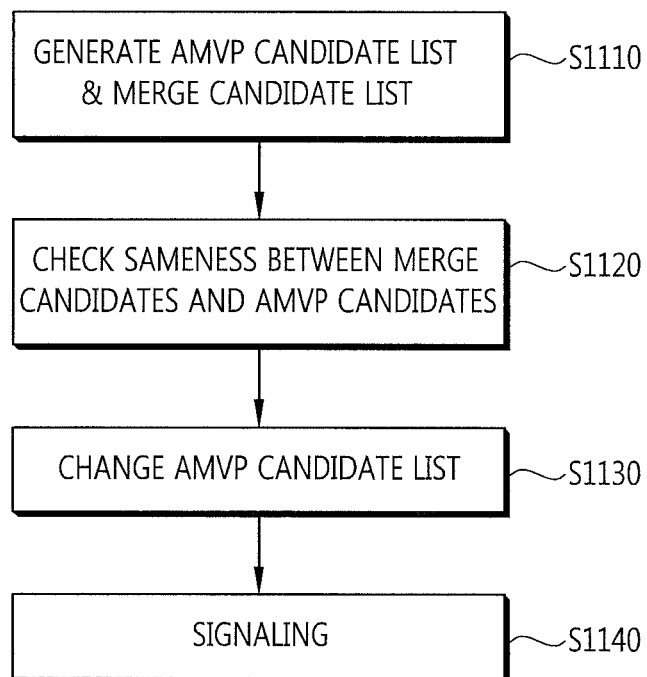 GENERATE AMVP CANDIDATE LIST
& MERGE CANDIDATE LIST
S1110
CHECK SAMENESS BETWEEN MERGE
CANDIDATES AND AMVP CANDIDATES
S1120
CHANGE AMVP CANDIDATE LIST
S1130
SIGNALING
S1140